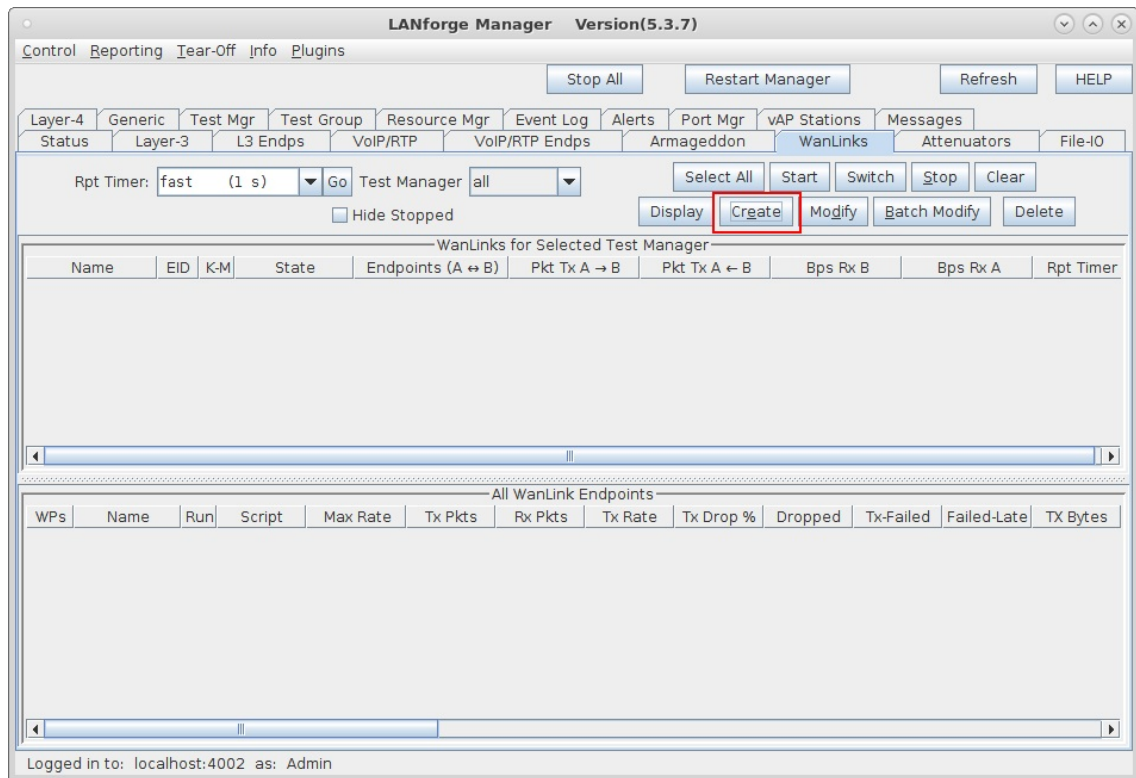 LANforge Manager Version(5.3.7)
Control Reporting Tear-Off Info Plugins
Stop All Restart Manager Refresh HELP
Layer-4 Generic Test Mgr Test Group Resource Mgr Event Log Alerts Port Mgr vAP Stations Messages
Status Layer-3 L3 Endps VoIP/RTP VoIP/RTP Endps Armageddon WanLinks Attenuators File-IO
Rpt Timer: fast (1 s) Go Test Manager all Select All Start Switch Stop Clear
Hide Stopped Display Create Modify Batch Modify Delete
WanLinks for Selected Test Manager
Name EID K-M State Endpoints (A ↔ B) Pkt Tx A → B Pkt Tx A ← B Bps Rx B Bps Rx A Rpt Timer
All WanLink Endpoints
WPs Name Run Script Max Rate Tx Pkts Rx Pkts Tx Rate Tx Drop % Dropped Tx-Failed Failed-Late TX Bytes
Logged in to: localhost:4002 as: Admin